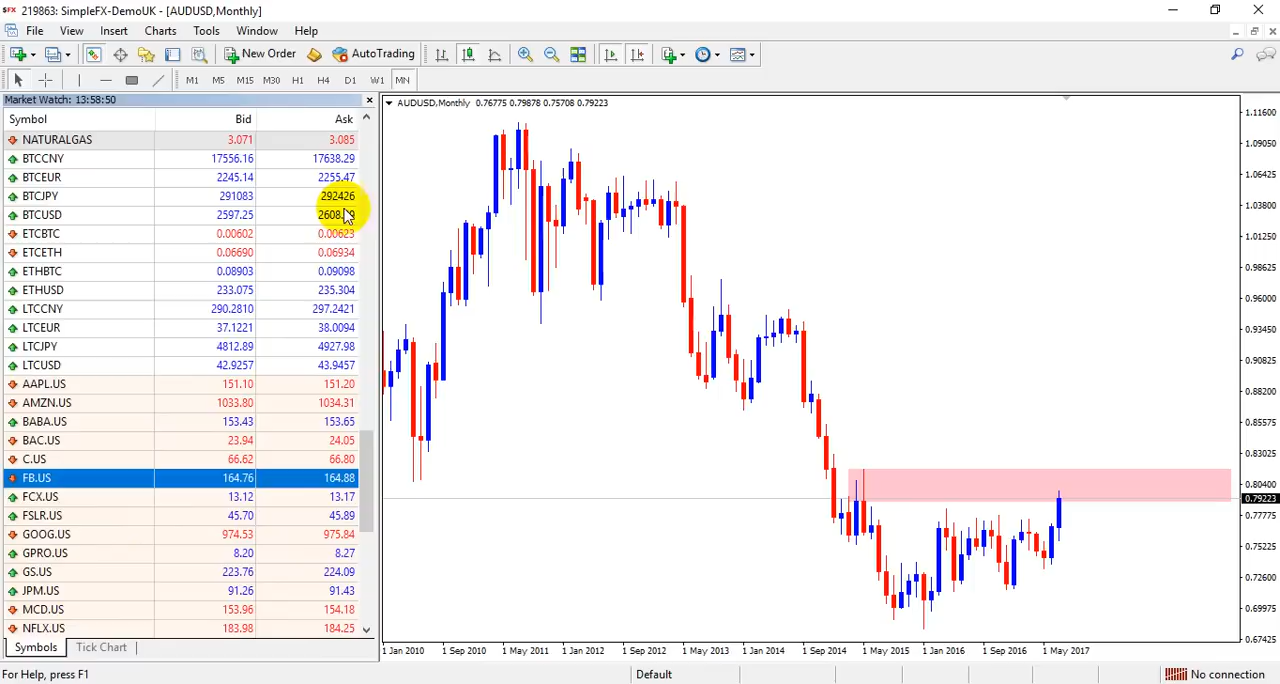 219863: SimpleFX-DemoUK - [AUDUSD,Monthly]
File View Insert Charts Tools Window Help
New Order AutoTrading
M1 M5 M15 M30 H1 H4 D1 W1 MN
Market Watch: 13:58:50
Symbol Bid Ask
NATURALGAS 3.071 3.085
BTCCNY 17556.16 17638.29
BTCEUR 2245.14 2255.47
BTCJPY 291083 292426
BTCUSD 2597.25
ETCBTC 0.00602 0.00623
ETCETH 0.06690 0.06934
ETHBTC 0.08903 0.09098
ETHUSD 233.075 235.304
LTCCNY 290.2810 297.2421
LTCEUR 37.1221 38.0094
LTCJPY 4812.89 4927.98
LTCUSD 42.9257 43.9457
AAPL.US 151.10 151.20
AMZN.US 1033.80 1034.31
BABA.US 153.43 153.65
BAC.US 23.94 24.05
C.US 66.62 66.80
FB.US 164.76 164.88
FCX.US 13.12 13.17
FSLR.US 45.70 45.89
GOOG.US 974.53 975.84
GPRO.US 8.20 8.27
GS.US 223.76 224.09
JPM.US 91.26 91.43
MCD.US 153.96 154.18
NFLX.US 183.98 184.25
Symbols Tick Chart
AUDUSD,Monthly 0.76775 0.79878 0.75708 0.79223
1.11600
1.09050
1.06425
1.03800
1.01250
0.98625
0.96000
0.93450
0.90825
0.88200
0.85575
0.83025
0.80400
0.79223
0.77775
0.75225
0.72600
0.69975
0.67425
1 Jan 2010 1 Sep 2010 1 May 2011 1 Jan 2012 1 Sep 2012 1 May 2013 1 Jan 2014 1 Sep 2014 1 May 2015 1 Jan 2016 1 Sep 2016 1 May 2017
For Help, press F1 Default No connection